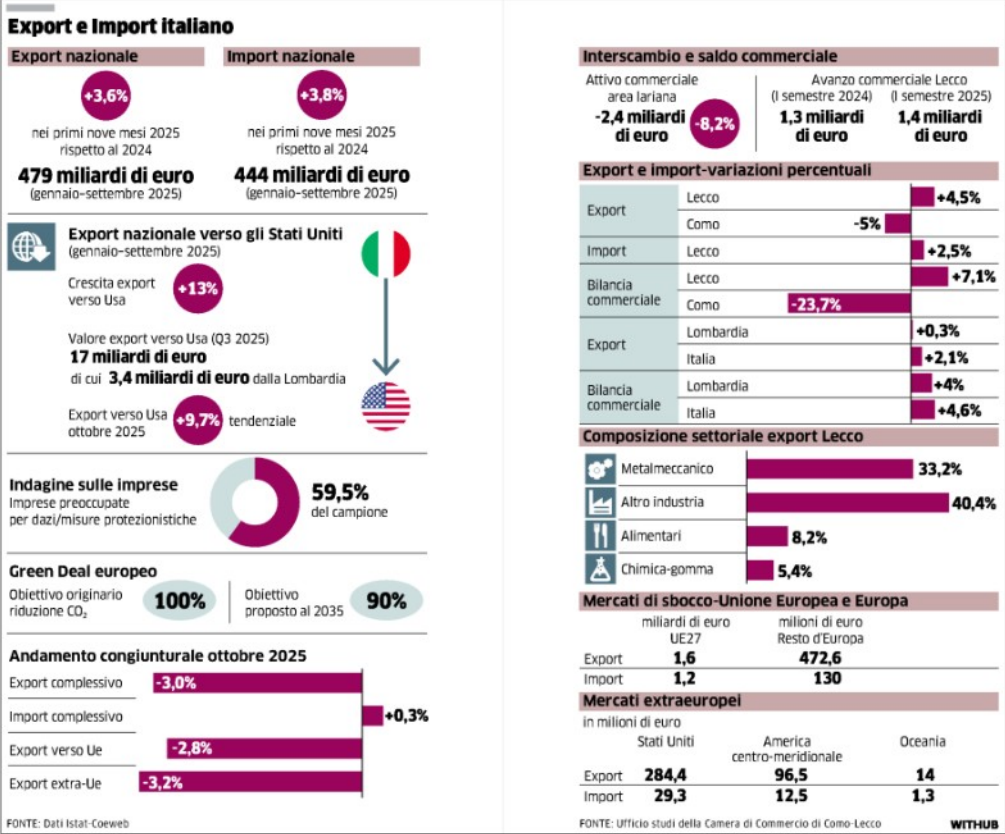 Export e Import italiano
Export nazionale
+3,6%
nei primi nove mesi 2025
rispetto al 2024
479 miliardi di euro
(gennaio-settembre 2025)
Import nazionale
+3,8%
nei primi nove mesi 2025
rispetto al 2024
444 miliardi di euro
(gennaio-settembre 2025)
Export nazionale verso gli Stati Uniti
(gennaio-settembre 2025)
Crescita export
verso Usa
+13%
Valore export verso Usa (Q3 2025)
17 miliardi di euro
di cui 3,4 miliardi di euro dalla Lombardia
Export verso Usa
ottobre 2025
+9,7%
tendenziale
Indagine sulle imprese
Imprese preoccupate
per dazi/misure protezionistiche
59,5%
del campione
Green Deal europeo
Obiettivo originario
riduzione CO₂
100%
Obiettivo
proposto al 2035
90%
Andamento congiunturale ottobre 2025
Export complessivo -3,0%
Import complessivo +0,3%
Export verso Ue -2,8%
Export extra-Ue -3,2%
FONTE: Dati Istat-Coeweb
Interscambio e saldo commerciale
Attivo commerciale
area lariana
-2,4 miliardi
di euro
-8,2%
Avanzo commerciale Lecco
(I semestre 2024) (I semestre 2025)
1,3 miliardi 1,4 miliardi
di euro di euro
Export e import-variazioni percentuali
Export
Lecco +4,5%
Como -5%
Import
Lecco +2,5%
Bilancia
commerciale
Lecco +7,1%
Como -23,7%
Export
Lombardia +0,3%
Italia +2,1%
Bilancia
commerciale
Lombardia +4%
Italia +4,6%
Composizione settoriale export Lecco
Metalmeccanico 33,2%
Altro industria 40,4%
Alimentari 8,2%
Chimica-gomma 5,4%
Mercati di sbocco-Unione Europea e Europa
miliardi di euro milioni di euro
UE27 Resto d'Europa
Export 1,6 472,6
Import 1,2 130
Mercati extraeuropei
in milioni di euro
Stati Uniti America Oceania
centro-meridionale
Export 284,4 96,5 14
Import 29,3 12,5 1,3
FONTE: Ufficio studi della Camera di Commercio di Como-Lecco
WITHUB